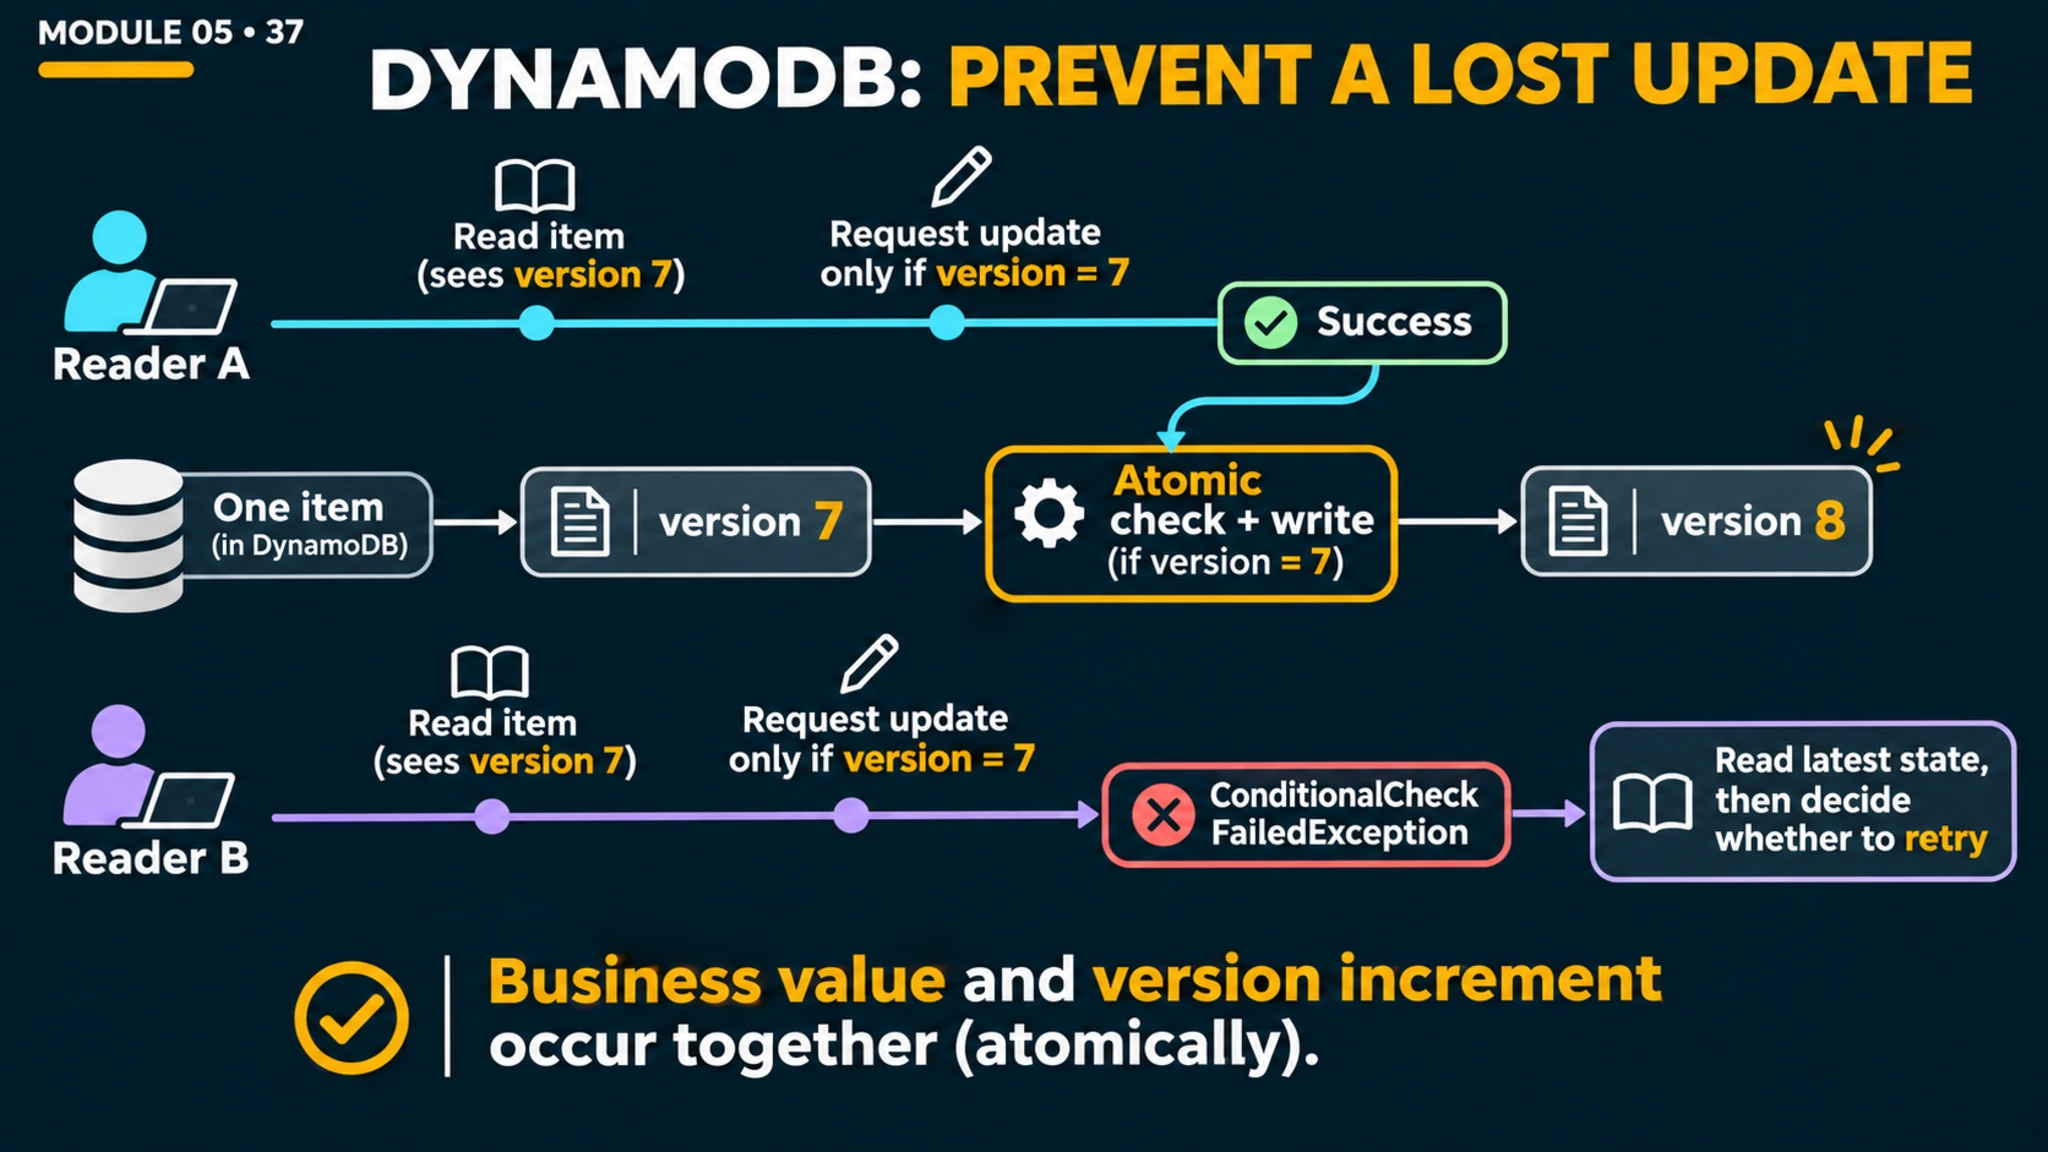 MODULE 05 • 37
DYNAMODB: PREVENT A LOST UPDATE
Read item
(sees version 7)
Request update
only if version = 7
Success
Reader A
One item
(in DynamoDB)
version 7
Atomic
check + write
(if version = 7)
version 8
Read item
(sees version 7)
Request update
only if version = 7
ConditionalCheck
FailedException
Read latest state,
then decide
whether to retry
Reader B
Business value and version increment
occur together (atomically).